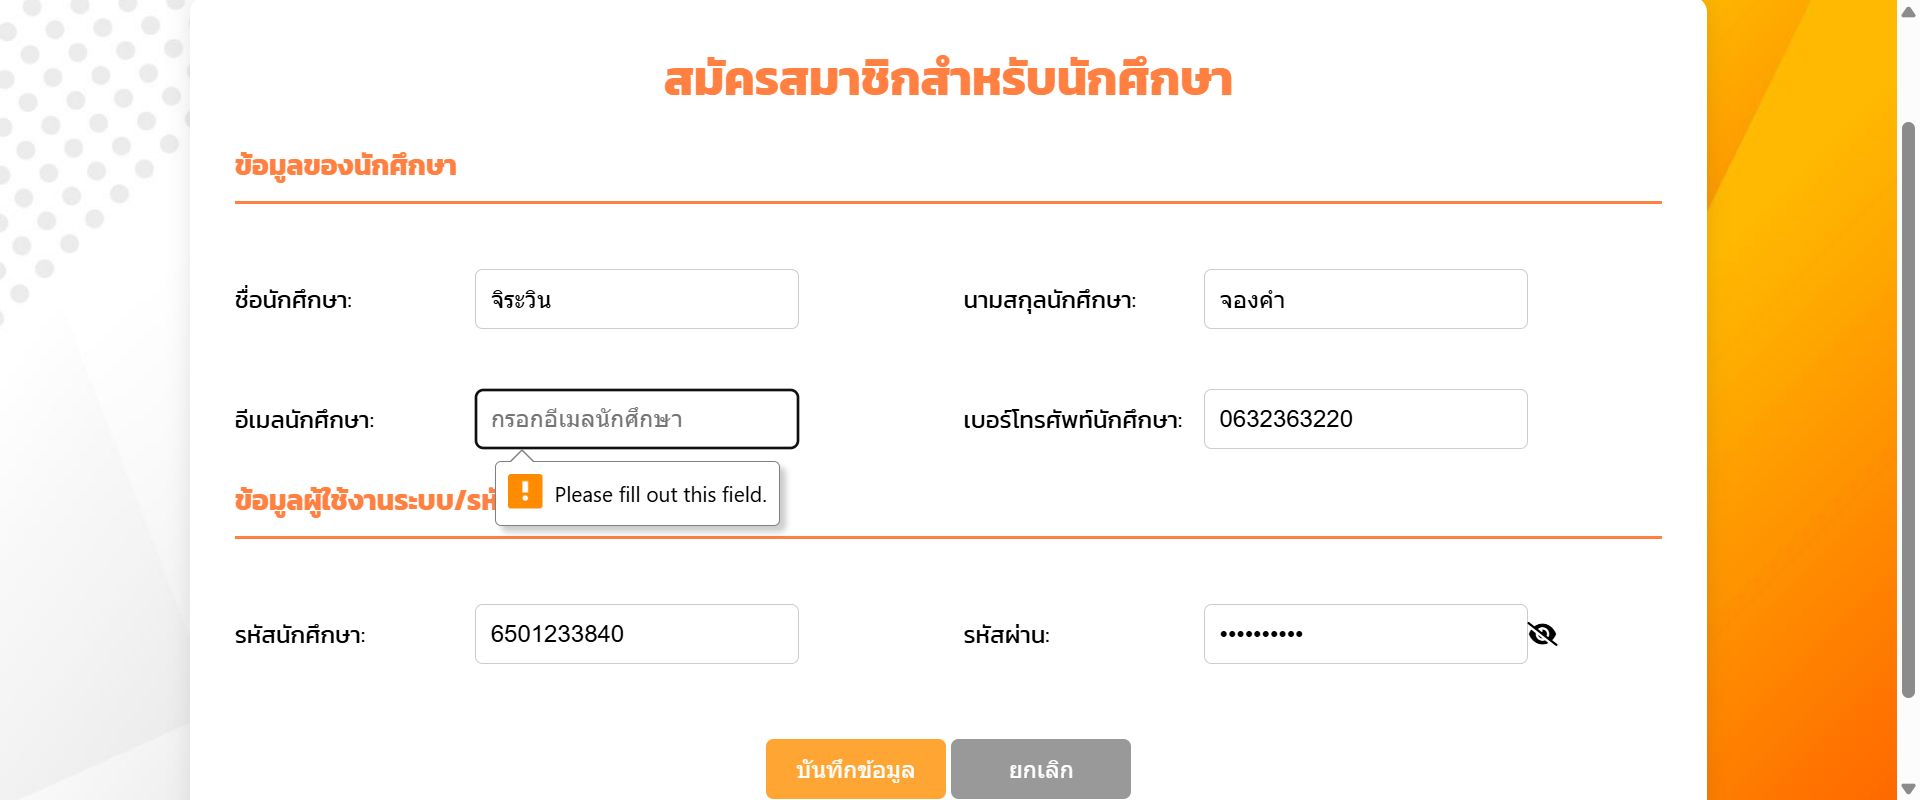 สมัครสมาชิกสำหรับนักศึกษา
ข้อมูลของนักศึกษา
ชื่อนักศึกษา: จิระวิน นามสกุลนักศึกษา: จองคำ
อีเมลนักศึกษา: กรอกอีเมลนักศึกษา เบอร์โทรศัพท์นักศึกษา: 0632363220
Please fill out this field.
ข้อมูลผู้ใช้งานระบบ/รหั
รหัสนักศึกษา: 6501233840 รหัสผ่าน: ••••••••••
บันทึกข้อมูล ยกเลิก